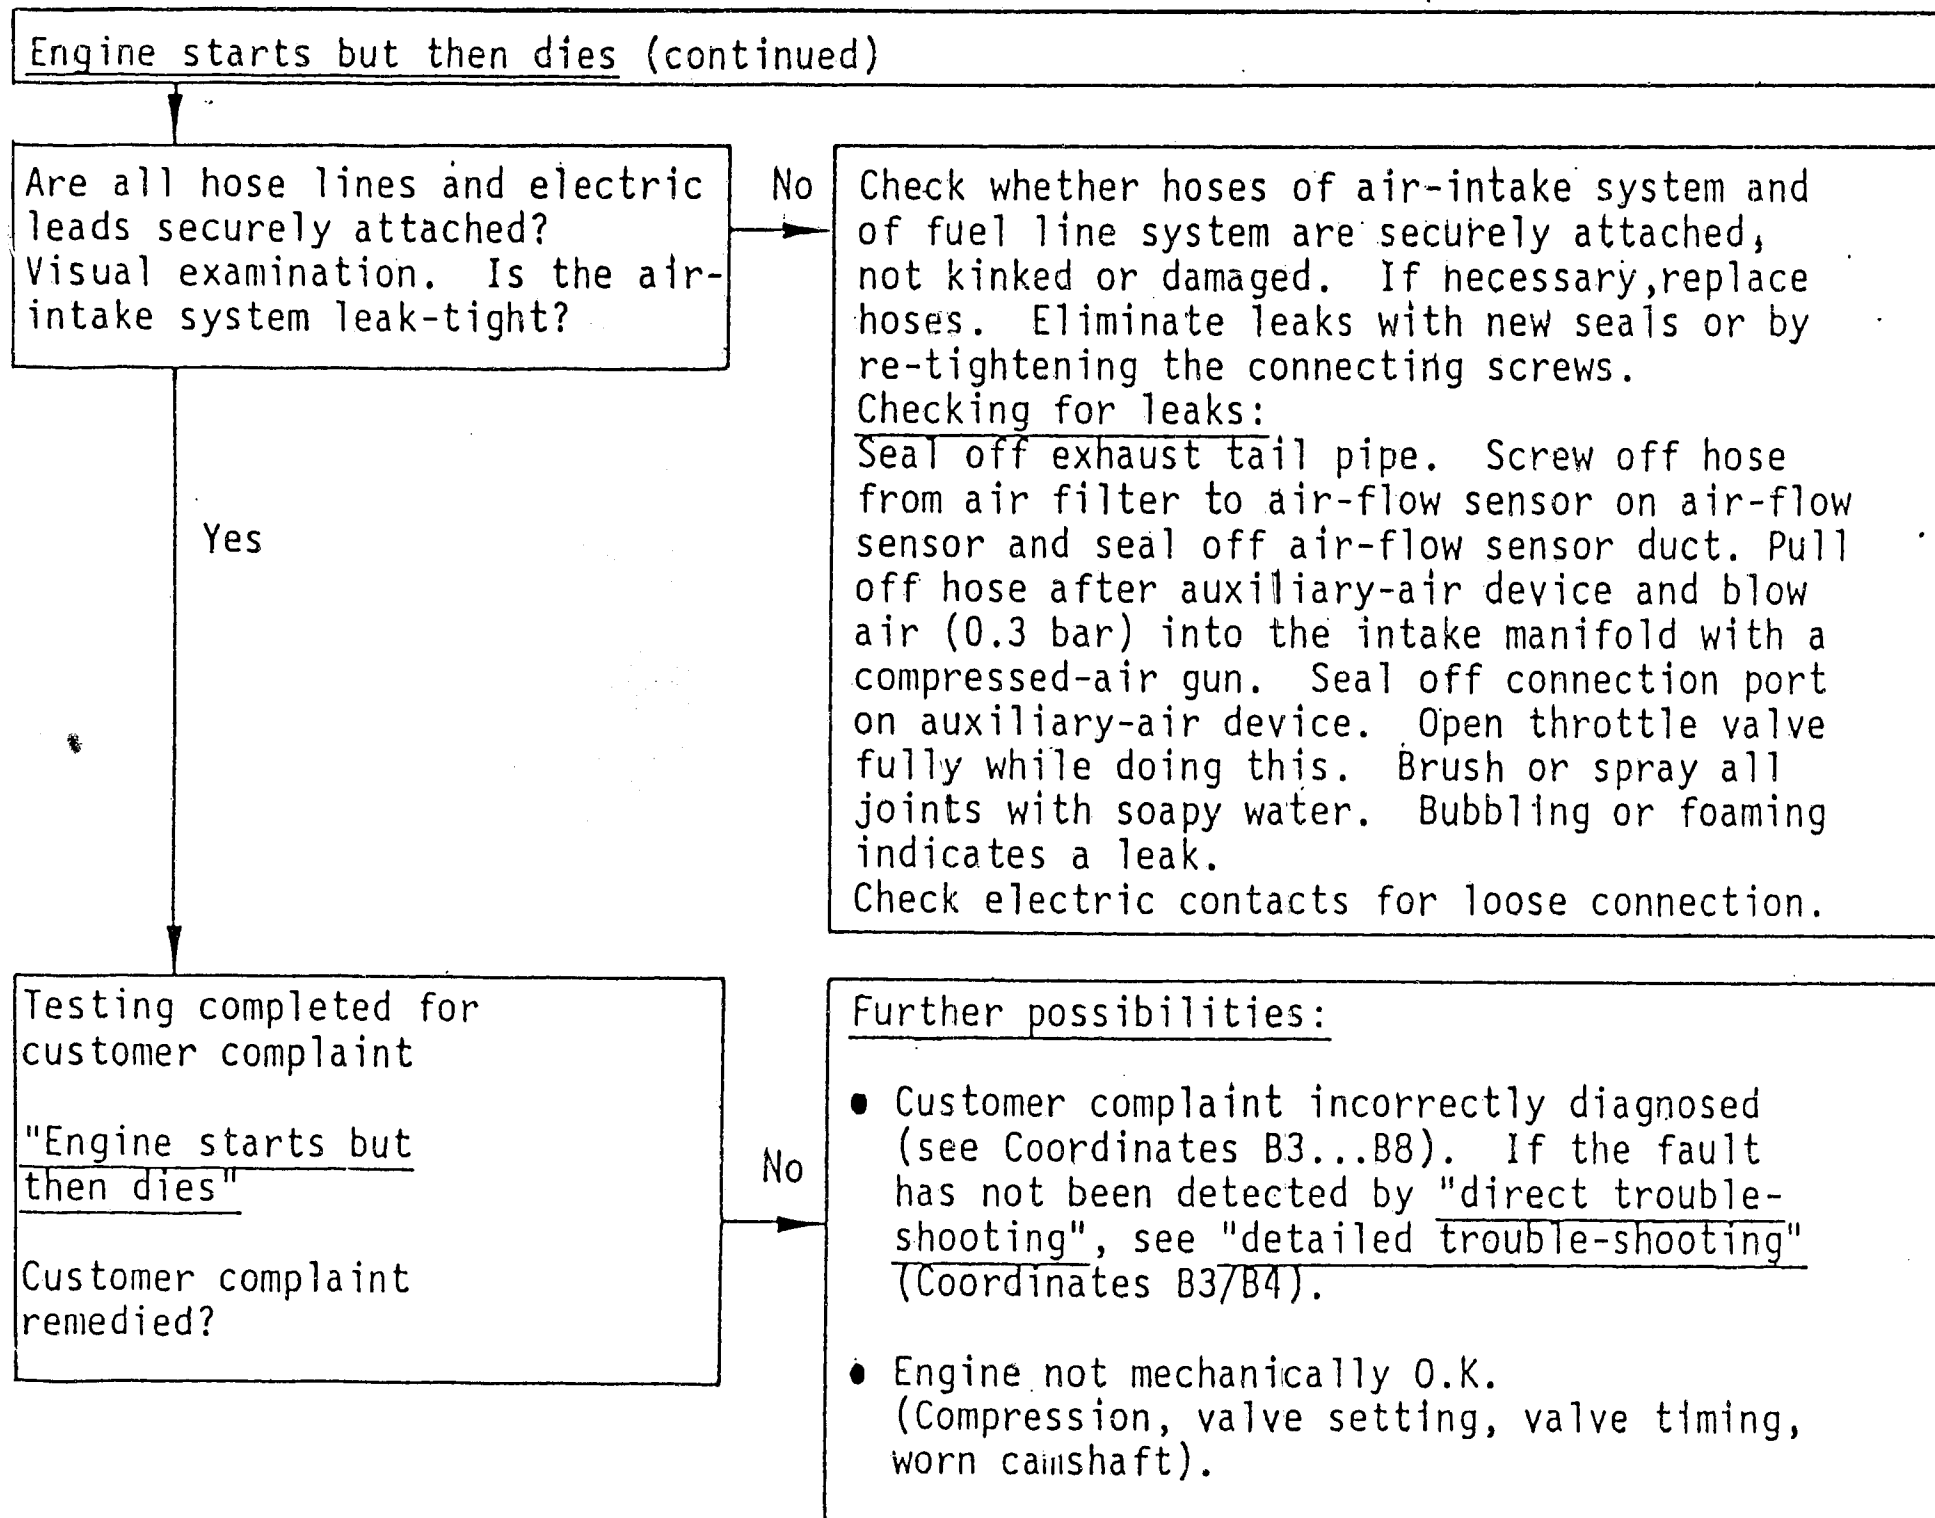 Engine starts but then dies (continued)
Are all hose lines and electric
leads securely attached?
Visual examination. Is the air-
intake system leak-tight?
No
Check whether hoses of air-intake system and
of fuel line system are securely attached,
not kinked or damaged. If necessary,replace
hoses. Eliminate leaks with new seals or by
re-tightening the connecting screws.
Checking for leaks:
Seal off exhaust tail pipe. Screw off hose
from air filter to air-flow sensor on air-flow
sensor and seal off air-flow sensor duct. Pull
off hose after auxiliary-air device and blow
air (0.3 bar) into the intake manifold with a
compressed-air gun. Seal off connection port
on auxiliary-air device. Open throttle valve
fully while doing this. Brush or spray all
joints with soapy water. Bubbling or foaming
indicates a leak.
Check electric contacts for loose connection.
Yes
Testing completed for
customer complaint
"Engine starts but
then dies"
Customer complaint
remedied?
No
Further possibilities:
● Customer complaint incorrectly diagnosed
(see Coordinates B3...B8). If the fault
has not been detected by "direct trouble-
shooting", see "detailed trouble-shooting"
(Coordinates B3/B4).
● Engine not mechanically O.K.
(Compression, valve setting, valve timing,
worn camshaft).